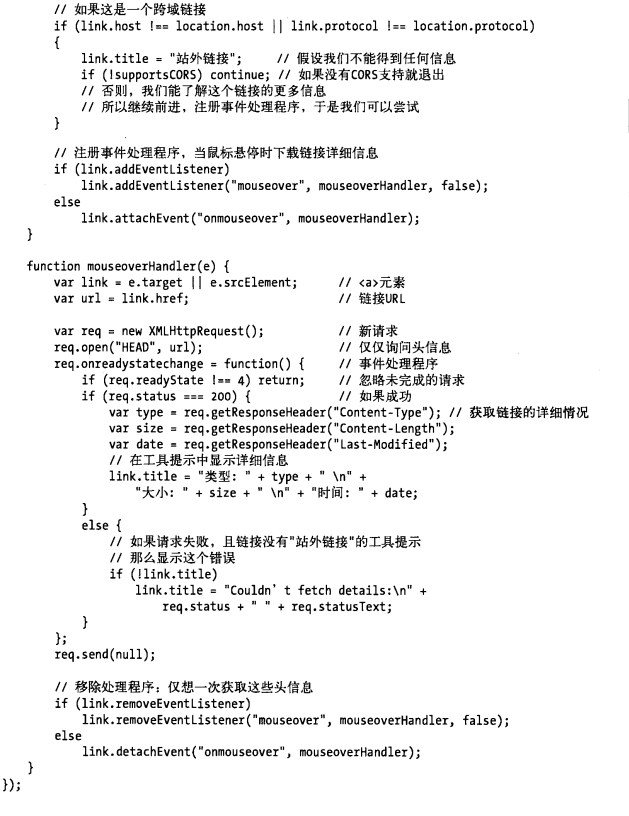 // 如果这是一个跨域链接
if (link.host !== location.host || link.protocol !== location.protocol)
{
    link.title = "站外链接";    // 假设我们不能得到任何信息
    if (!supportsCORS) continue; // 如果没有CORS支持就退出
    // 否则，我们能了解这个链接的更多信息
    // 所以继续前进，注册事件处理程序，于是我们可以尝试
}
// 注册事件处理程序，当鼠标悬停时下载链接详细信息
if (link.addEventListener)
    link.addEventListener("mouseover", mouseoverHandler, false);
else
    link.attachEvent("onmouseover", mouseoverHandler);
}
function mouseoverHandler(e) {
    var link = e.target || e.srcElement;    // <a>元素
    var url = link.href;    // 链接URL
    var req = new XMLHttpRequest();    // 新请求
    req.open("HEAD", url);    // 仅仅询问头信息
    req.onreadystatechange = function() {    // 事件处理程序
        if (req.readyState !== 4) return;    // 忽略未完成的请求
        if (req.status === 200) {    // 如果成功
            var type = req.getResponseHeader("Content-Type"); // 获取链接的详细情况
            var size = req.getResponseHeader("Content-Length");
            var date = req.getResponseHeader("Last-Modified");
            // 在工具提示中显示详细信息
            link.title = "类型: " + type + " \n" +
                "大小: " + size + " \n" + "时间: " + date;
        }
        else {
            // 如果请求失败，且链接没有"站外链接"的工具提示
            // 那么显示这个错误
            if (!link.title)
                link.title = "Couldn' t fetch details:\n" +
                    req.status + " " + req.statusText;
        }
    };
    req.send(null);
    // 移除处理程序：仅想一次获取这些头信息
    if (link.removeEventListener)
        link.removeEventListener("mouseover", mouseoverHandler, false);
    else
        link.detachEvent("onmouseover", mouseoverHandler);
}
});